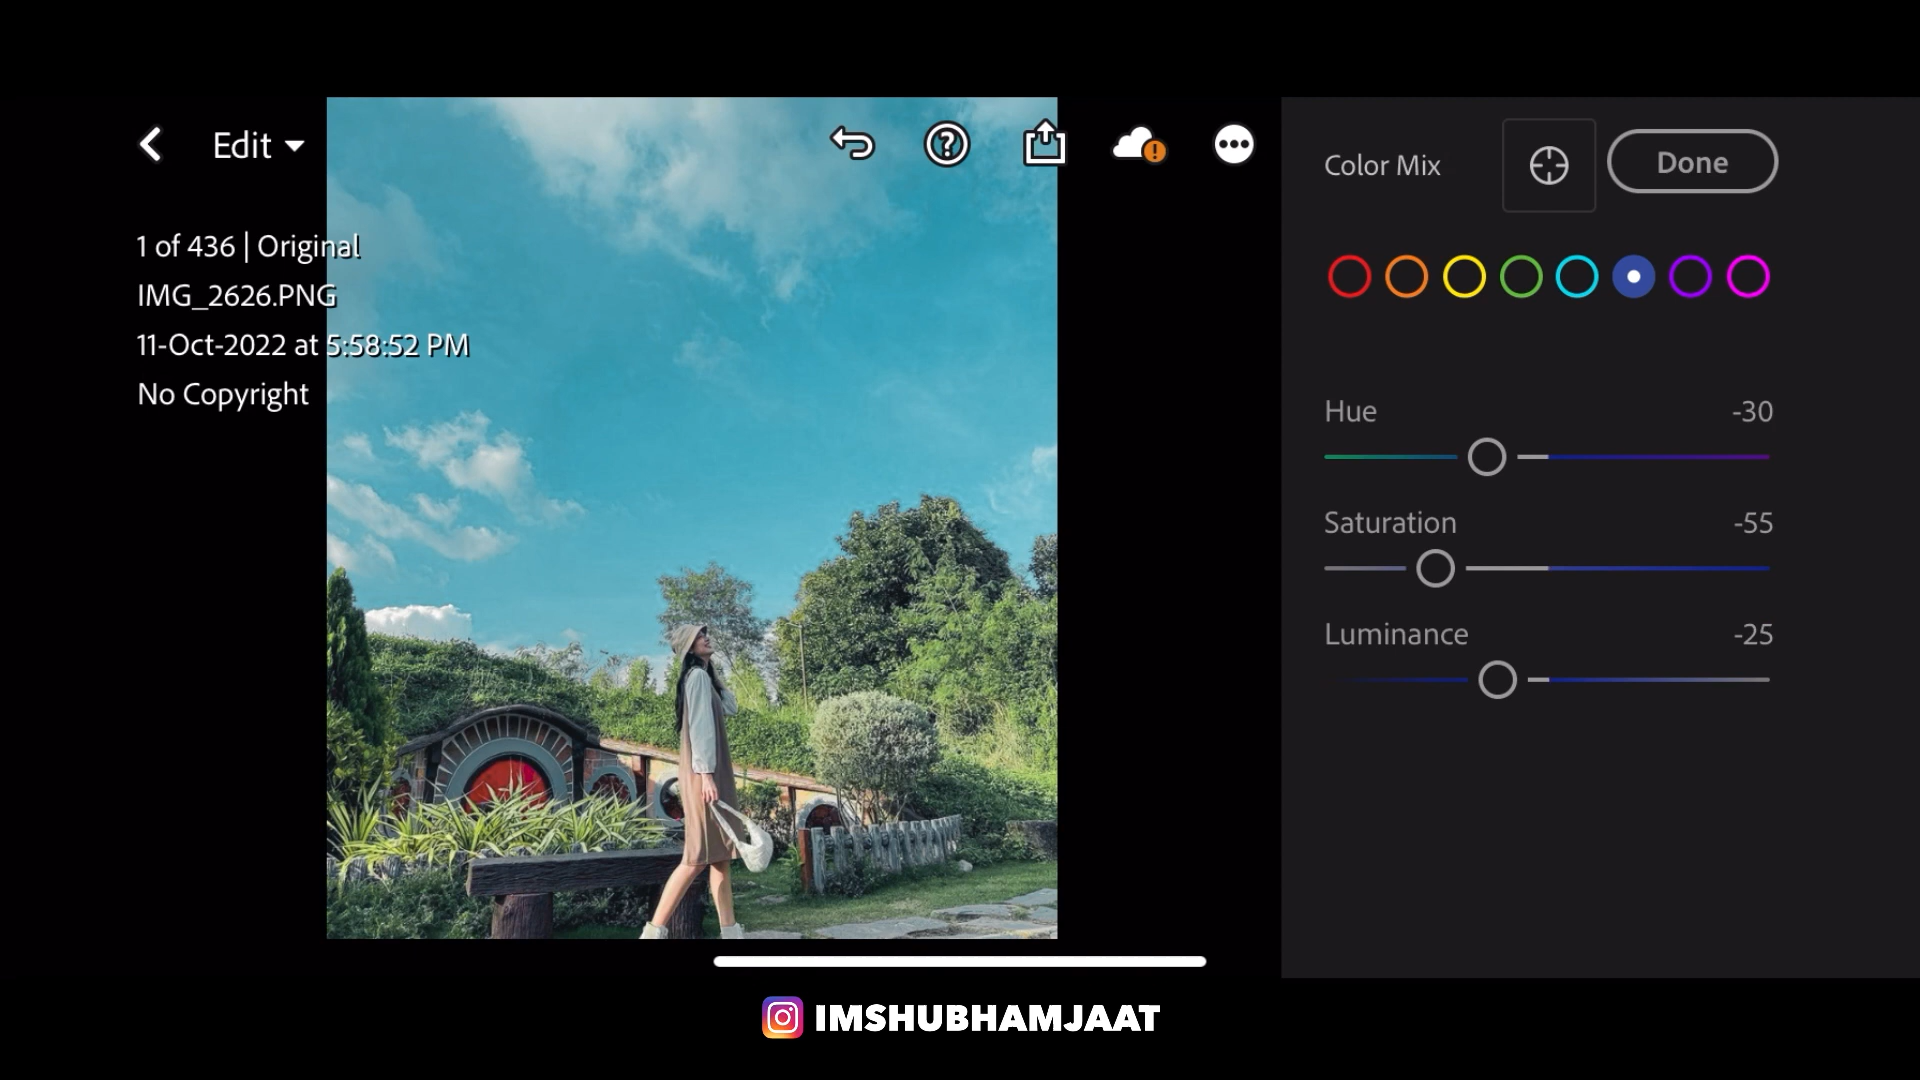 Edit
1 of 436 | Original
IMG_2626.PNG
11-Oct-2022 at 5:58:52 PM
No Copyright
Color Mix
Done
Hue -30
Saturation -55
Luminance -25
IMSHUBHAMJAAT